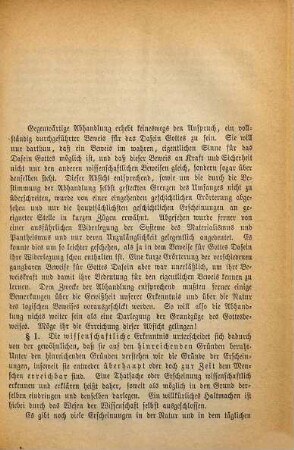 Gegenwärtige Abhandlung erhebt keineswegs den Anspruch, ein voll-
ständig durchgeführter Beweis für das Dasein Gottes zu sein. Sie will
nur darthun, daß ein Beweis im wahren, eigentlichen Sinne für das
Dasein Gottes möglich ist, und daß dieser Beweis an Kraft und Sicherheit
nicht nur den anderen wissenschaftlichen Beweisen gleich, sondern sogar über
denselben steht. Dieser Absicht entsprechend, sowie um die durch die Be-
stimmung der Abhandlung selbst gesteckten Grenzen des Umfangs nicht zu
überschreiten, wurde von einer eingehenden geschichtlichen Erörterung abge-
sehen und nur die hauptsächlichsten geschichtlichen Erscheinungen an ge-
eigneter Stelle in kurzen Zügen erwähnt. Abgesehen wurde ferner von
einer ausführlichen Widerlegung der Systeme des Materialismus und
Pantheismus und nur deren Unzulänglichkeit gelegentlich angedeutet. Es
konnte dies um so leichter geschehen, als ja in dem Beweise für Gottes Dasein
ihre Widerlegung schon enthalten ist. Eine kurze Erörterung der verschiedenen
gangbaren Beweise für Gottes Dasein aber war unerläßlich, um ihre Be-
weiskraft und ihre Bedeutung für den eigentlichen Beweis kennen zu
lernen. Dem Zwecke der Abhandlung entsprechend mußten ferner einige
Bemerkungen über die Gewißheit unserer Erkenntnis und über die Natur
des logischen Beweises vorausgeschickt werden. So will also die Abhand-
lung nichts weiter sein als eine Darlegung der Grundzüge des Gottesbe-
weises. Möge ihr die Erreichung dieser Absicht gelingen!
§ 1. Die wissenschaftliche Erkenntnis unterscheidet sich dadurch
von der gewöhnlichen, daß sie auf den hinreichenden Gründen beruht.
Unter den hinreichenden Gründen verstehen wir die Gründe der Erschei-
nungen, insoweit sie entweder überhaupt oder doch zur Zeit dem Men-
schen erreichbar sind. Eine Thatsache oder Erscheinung wissenschaftlich
erkennen und erklären heißt daher, soweit als möglich in den Grund der-
selben eindringen und denselben darlegen. Ein willkürliches Haltmachen ist
hierbei durch das Wesen der Wissenschaft selbst ausgeschlossen.
Es gibt noch viele Erscheinungen in der Natur und in dem täglichen